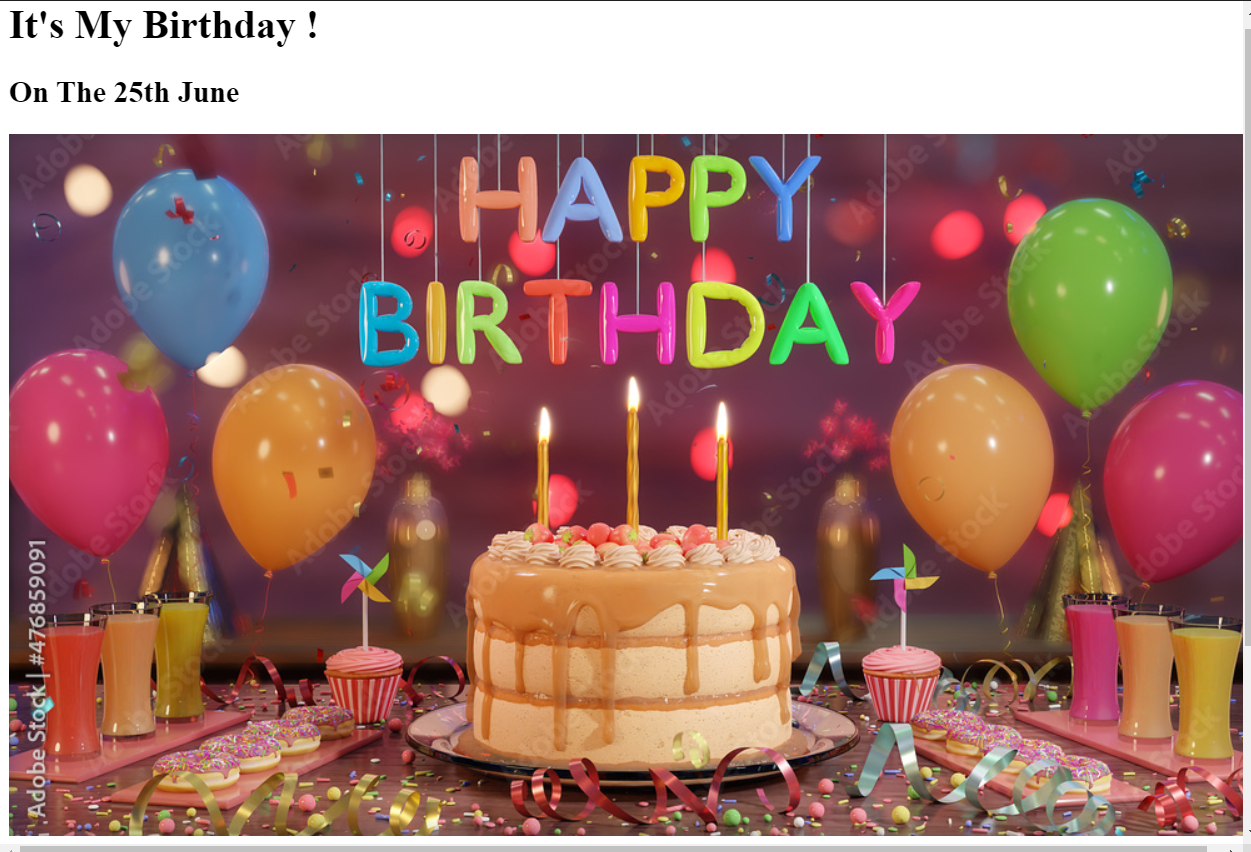 It's My Birthday !
On The 25th June
HAPPY
BIRTHDAY
Adobe Stock | #476859091